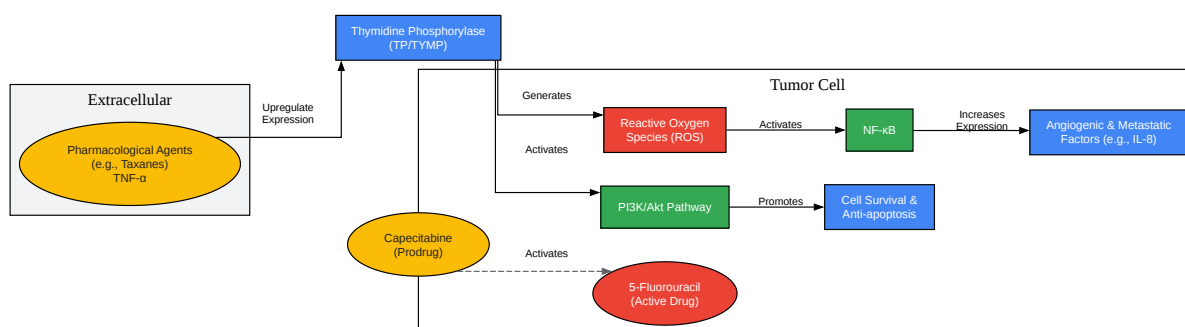 Thymidine Phosphorylase
(TP/TYMP)
Extracellular
Tumor Cell
Upregulate
Expression
Pharmacological Agents
(e.g., Taxanes)
TNF-α
Generates
Reactive Oxygen
Species (ROS)
Activates
NF-κB
Increases
Expression
Angiogenic & Metastatic
Factors (e.g., IL-8)
Activates
PI3K/Akt Pathway
Promotes
Cell Survival &
Anti-apoptosis
Capecitabine
(Prodrug)
Activates
5-Fluorouracil
(Active Drug)